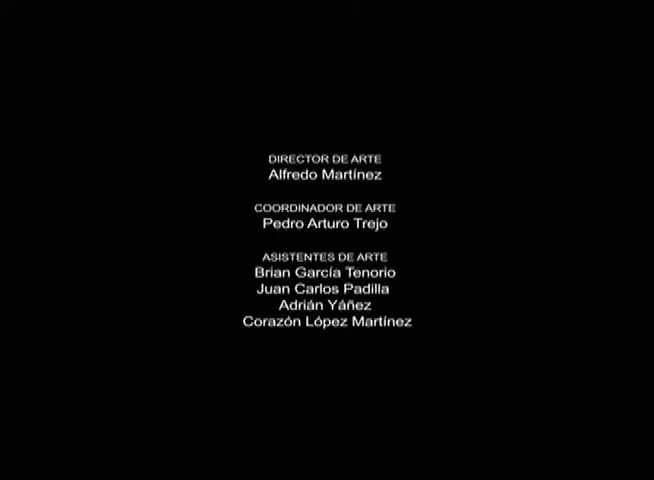 DIRECTOR DE ARTE
Alfredo Martínez
COORDINADOR DE ARTE
Pedro Arturo Trejo
ASISTENTES DE ARTE
Brian García Tenorio
Juan Carlos Padilla
Adrián Yáñez
Corazón López Martínez